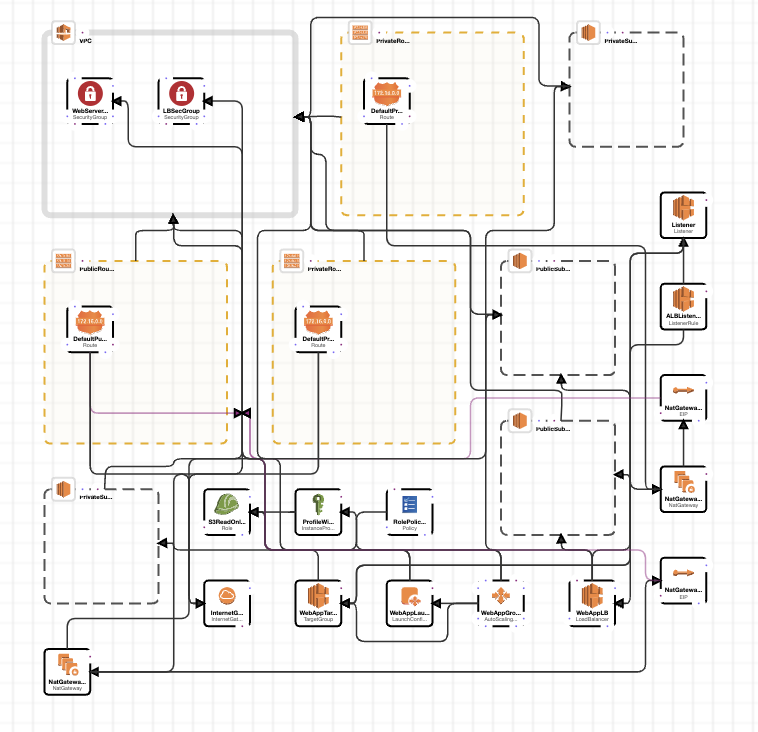 VPC
PrivateRo...
PrivateSu...
WebServer...
SecurityGroup
LBSecGroup
SecurityGroup
172.16.0.0
DefaultPr...
Route
Listener
Listener
PublicRou...
PrivateRo...
PublicSub...
172.16.0.0
DefaultPu...
Route
172.16.0.0
DefaultPr...
Route
ALBListen...
ListenerRule
NatGatewa...
EIP
PublicSub...
PrivateSu...
S3ReadOnl...
Role
ProfileWi...
InstancePro...
RolePolic...
Policy
NatGatewa...
NatGateway
InternetG...
InternetGat...
WebAppTar...
TargetGroup
WebAppLau...
LaunchConfi...
WebAppGro...
AutoScaling...
WebAppLB
LoadBalancer
NatGatewa...
EIP
NatGatewa...
NatGateway